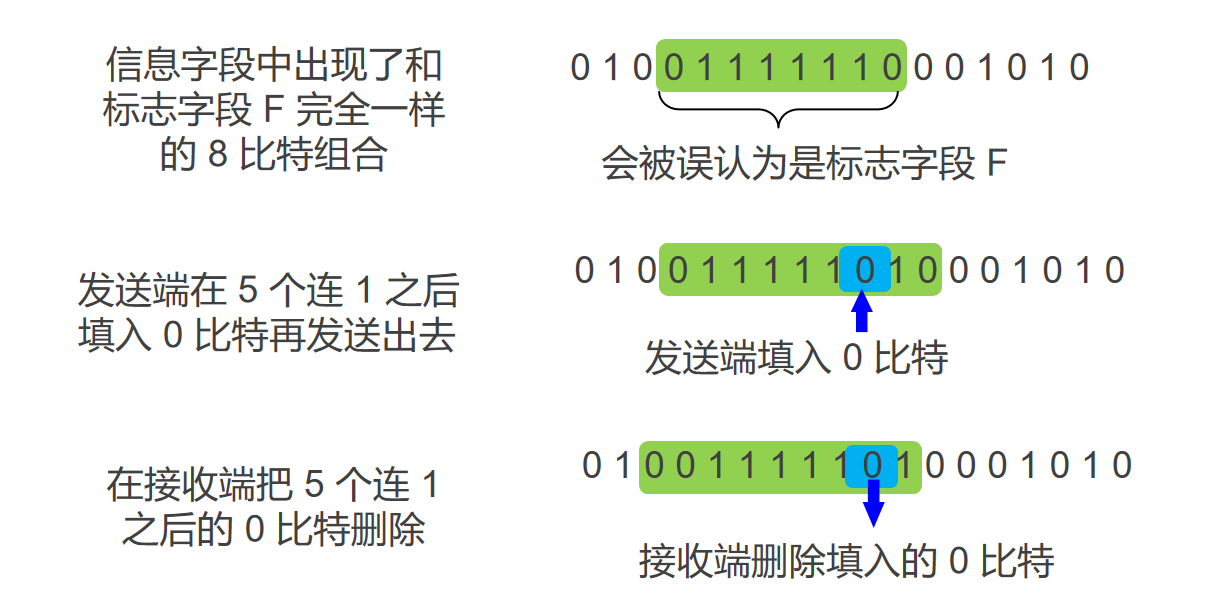 信息字段中出现了和
标志字段 F 完全一样
的 8 比特组合
0 1 0 0 1 1 1 1 1 1 0 0 0 1 0 1 0
会被误认为是标志字段 F
发送端在 5 个连 1 之后
填入 0 比特再发送出去
0 1 0 0 1 1 1 1 1 0 1 0 0 0 1 0 1 0
发送端填入 0 比特
在接收端把 5 个连 1
之后的 0 比特删除
0 1 0 0 1 1 1 1 1 0 1 0 0 0 1 0 1 0
接收端删除填入的 0 比特